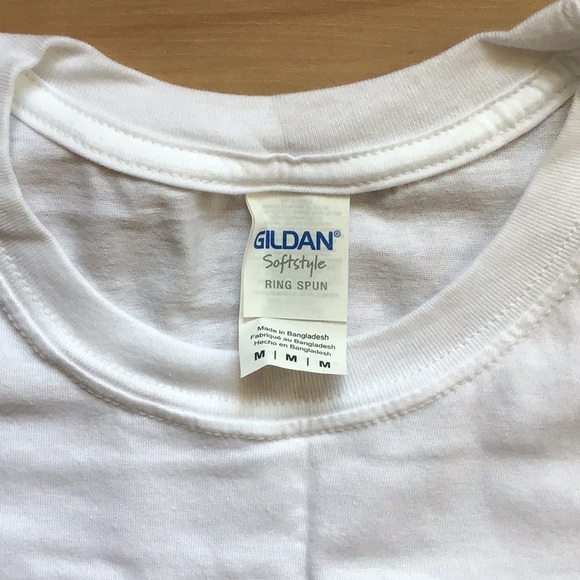 GILDAN®
Softstyle
RING SPUN
Made in Bangladesh
Fabriqué au Bangladesh
Hecho en Bangladesh
M | M | M